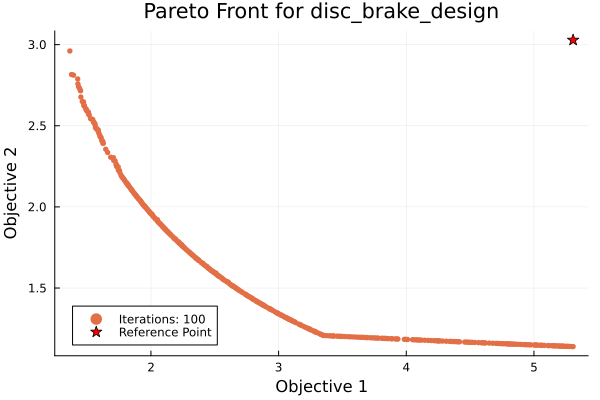 Pareto Front for disc_brake_design
3.0
2.5
2.0
1.5
Objective 2
2
3
4
5
Objective 1
Iterations: 100
Reference Point